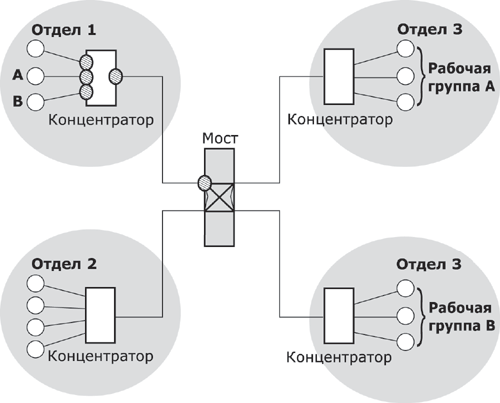 Отдел 1
A
B
Концентратор
Мост
Отдел 3
Рабочая
группа A
Концентратор
Отдел 2
Концентратор
Отдел 3
Рабочая
группа B
Концентратор